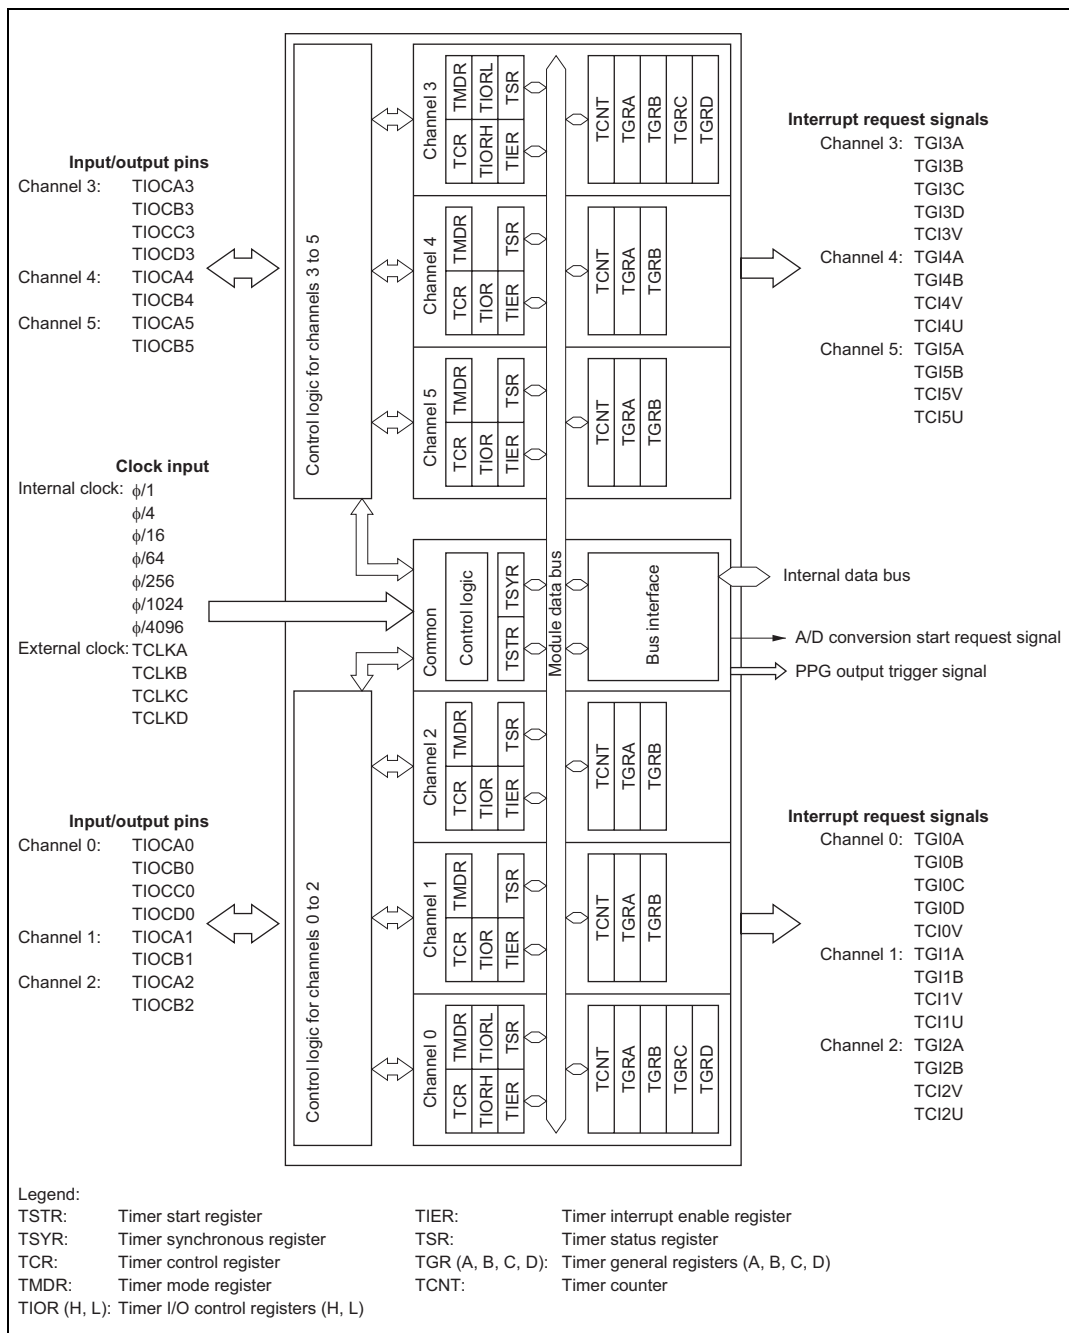 Input/output pins
Channel 3: TIOCA3
TIOCB3
TIOCC3
TIOCD3
Channel 4: TIOCA4
TIOCB4
Channel 5: TIOCA5
TIOCB5
Clock input
Internal clock: ϕ/1
ϕ/4
ϕ/16
ϕ/64
ϕ/256
ϕ/1024
ϕ/4096
External clock: TCLKA
TCLKB
TCLKC
TCLKD
Input/output pins
Channel 0: TIOCA0
TIOCB0
TIOCC0
TIOCD0
Channel 1: TIOCA1
TIOCB1
Channel 2: TIOCA2
TIOCB2
Control logic for channels 3 to 5
Control logic for channels 0 to 2
Channel 3
TCR
TMDR
TIORH
TIORL
TIER
TSR
TCNT
TGRA
TGRB
TGRC
TGRD
Channel 4
TCR
TMDR
TIOR
TIER
TSR
TCNT
TGRA
TGRB
Channel 5
TCR
TMDR
TIOR
TIER
TSR
TCNT
TGRA
TGRB
Common
Control logic
TSTR
TSYR
Module data bus
Bus interface
Channel 2
TCR
TMDR
TIOR
TIER
TSR
TCNT
TGRA
TGRB
Channel 1
TCR
TMDR
TIOR
TIER
TSR
TCNT
TGRA
TGRB
Channel 0
TCR
TMDR
TIORH
TIORL
TIER
TSR
TCNT
TGRA
TGRB
TGRC
TGRD
Interrupt request signals
Channel 3: TGI3A
TGI3B
TGI3C
TGI3D
TCI3V
Channel 4: TGI4A
TGI4B
TCI4V
TCI4U
Channel 5: TGI5A
TGI5B
TCI5V
TCI5U
Internal data bus
A/D conversion start request signal
PPG output trigger signal
Interrupt request signals
Channel 0: TGI0A
TGI0B
TGI0C
TGI0D
TCI0V
Channel 1: TGI1A
TGI1B
TCI1V
TCI1U
Channel 2: TGI2A
TGI2B
TCI2V
TCI2U
Legend:
TSTR: Timer start register
TSYR: Timer synchronous register
TCR: Timer control register
TMDR: Timer mode register
TIOR (H, L): Timer I/O control registers (H, L)
TIER: Timer interrupt enable register
TSR: Timer status register
TGR (A, B, C, D): Timer general registers (A, B, C, D)
TCNT: Timer counter